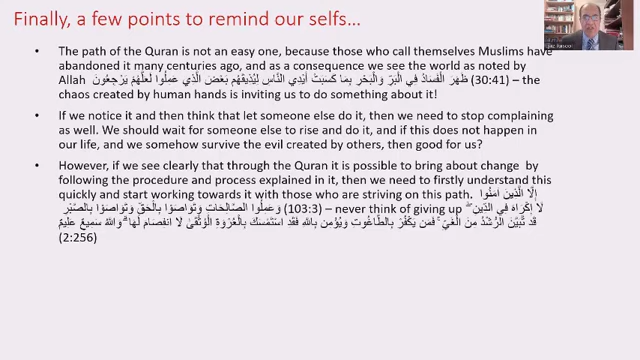 Finally, a few points to remind our selfs...
The path of the Quran is not an easy one, because those who call themselves Muslims have
abandoned it many centuries ago, and as a consequence we see the world as noted by
Allah ظَهَرَ الْفَسَادُ فِي الْبَرِّ وَالْبَحْرِ بِمَا كَسَبَتْ أَيْدِي النَّاسِ لِيُذِيقَهُم بَعْضَ الَّذِي عَمِلُوا لَعَلَّهُمْ يَرْجِعُونَ (30:41) – the
chaos created by human hands is inviting us to do something about it!
If we notice it and then think that let someone else do it, then we need to stop complaining
as well. We should wait for someone else to rise and do it, and if this does not happen in
our life, and we somehow survive the evil created by others, then good for us?
However, if we see clearly that through the Quran it is possible to bring about change by
following the procedure and process explained in it, then we need to firstly understand this
quickly and start working towards it with those who are striving on this path. إِلَّا الَّذِينَ آمَنُوا
وَعَمِلُوا الصَّالِحَاتِ وَتَوَاصَوْا بِالْحَقِّ وَتَوَاصَوْا بِالصَّبْرِ (103:3) – never think of giving up لَا إِكْرَاهَ فِي الدِّينِ ۖ
قَد تَّبَيَّنَ الرُّشْدُ مِنَ الْغَيِّ ۚ فَمَن يَكْفُرْ بِالطَّاغُوتِ وَيُؤْمِن بِاللَّهِ فَقَدِ اسْتَمْسَكَ بِالْعُرْوَةِ الْوُثْقَىٰ لَا انفِصَامَ لَهَا ۗ وَاللَّهُ سَمِيعٌ عَلِيمٌ
(2:256)